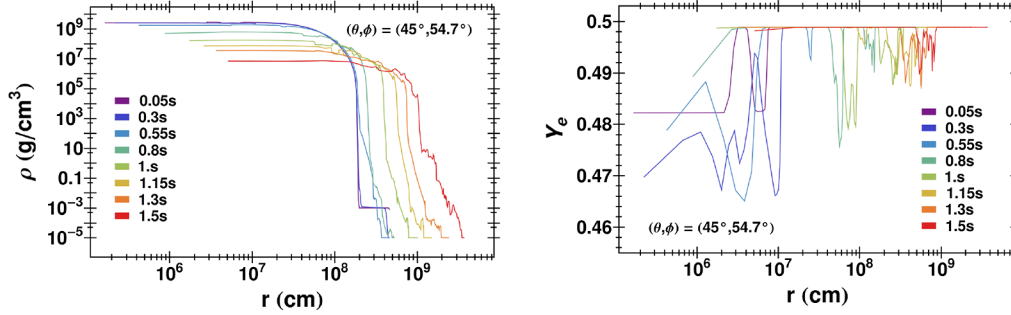 10⁹
10⁷
10⁵
10³
10
0.1
10⁻³
10⁻⁵
ρ (g/cm³)
(θ,ϕ) = (45°,54.7°)
0.05s
0.3s
0.55s
0.8s
1.s
1.15s
1.3s
1.5s
10⁶ 10⁷ 10⁸ 10⁹
r (cm)
0.5
0.49
0.48
0.47
0.46
Yₑ
0.05s
0.3s
0.55s
0.8s
1.s
1.15s
1.3s
1.5s
(θ,ϕ) = (45°,54.7°)
10⁶ 10⁷ 10⁸ 10⁹
r (cm)